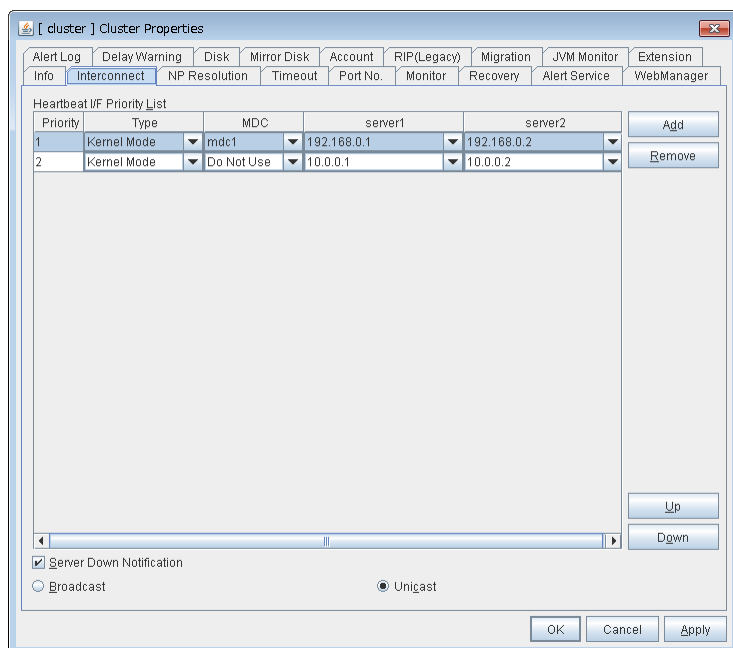 [ cluster ] Cluster Properties
Alert Log Delay Warning Disk Mirror Disk Account RIP(Legacy) Migration JVM Monitor Extension
Info Interconnect NP Resolution Timeout Port No. Monitor Recovery Alert Service WebManager
Heartbeat I/F Priority List
Priority Type MDC server1 server2
1 Kernel Mode mdc1 192.168.0.1 192.168.0.2
2 Kernel Mode Do Not Use 10.0.0.1 10.0.0.2
Add
Remove
Up
Down
Server Down Notification
Broadcast Unicast
OK Cancel Apply